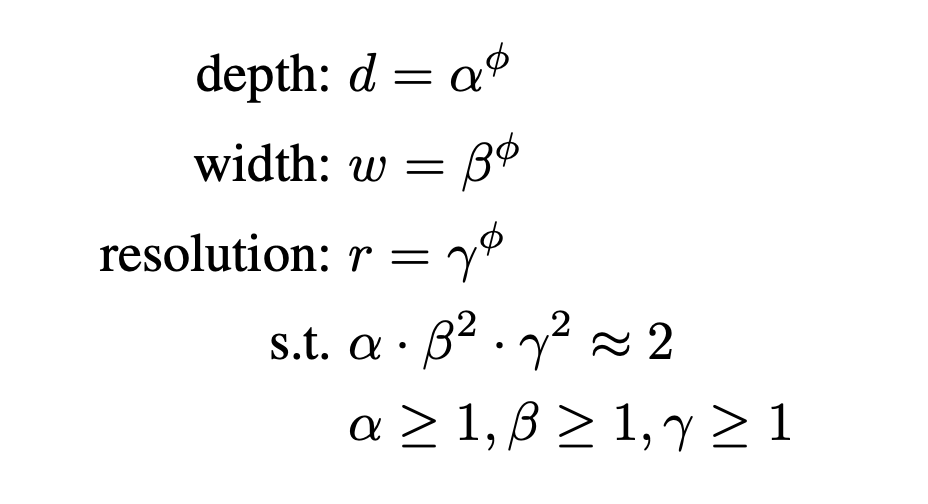 depth: d = α^ϕ
width: w = β^ϕ
resolution: r = γ^ϕ
s.t. α · β² · γ² ≈ 2
α ≥ 1, β ≥ 1, γ ≥ 1